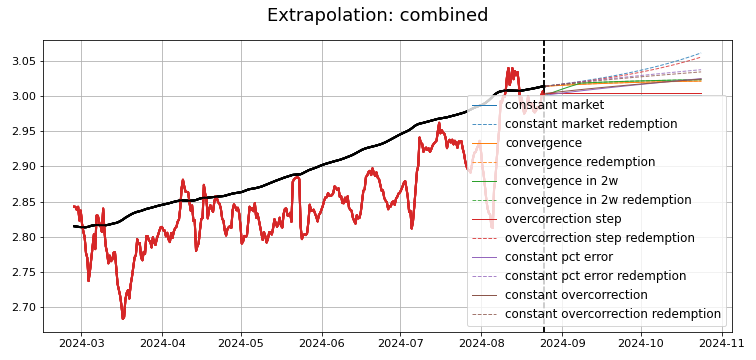 Extrapolation: combined
3.05
3.00
2.95
2.90
2.85
2.80
2.75
2.70
constant market
constant market redemption
convergence
convergence redemption
convergence in 2w
convergence in 2w redemption
overcorrection step
overcorrection step redemption
constant pct error
constant pct error redemption
constant overcorrection
constant overcorrection redemption
2024-03 2024-04 2024-05 2024-06 2024-07 2024-08 2024-09 2024-10 2024-11